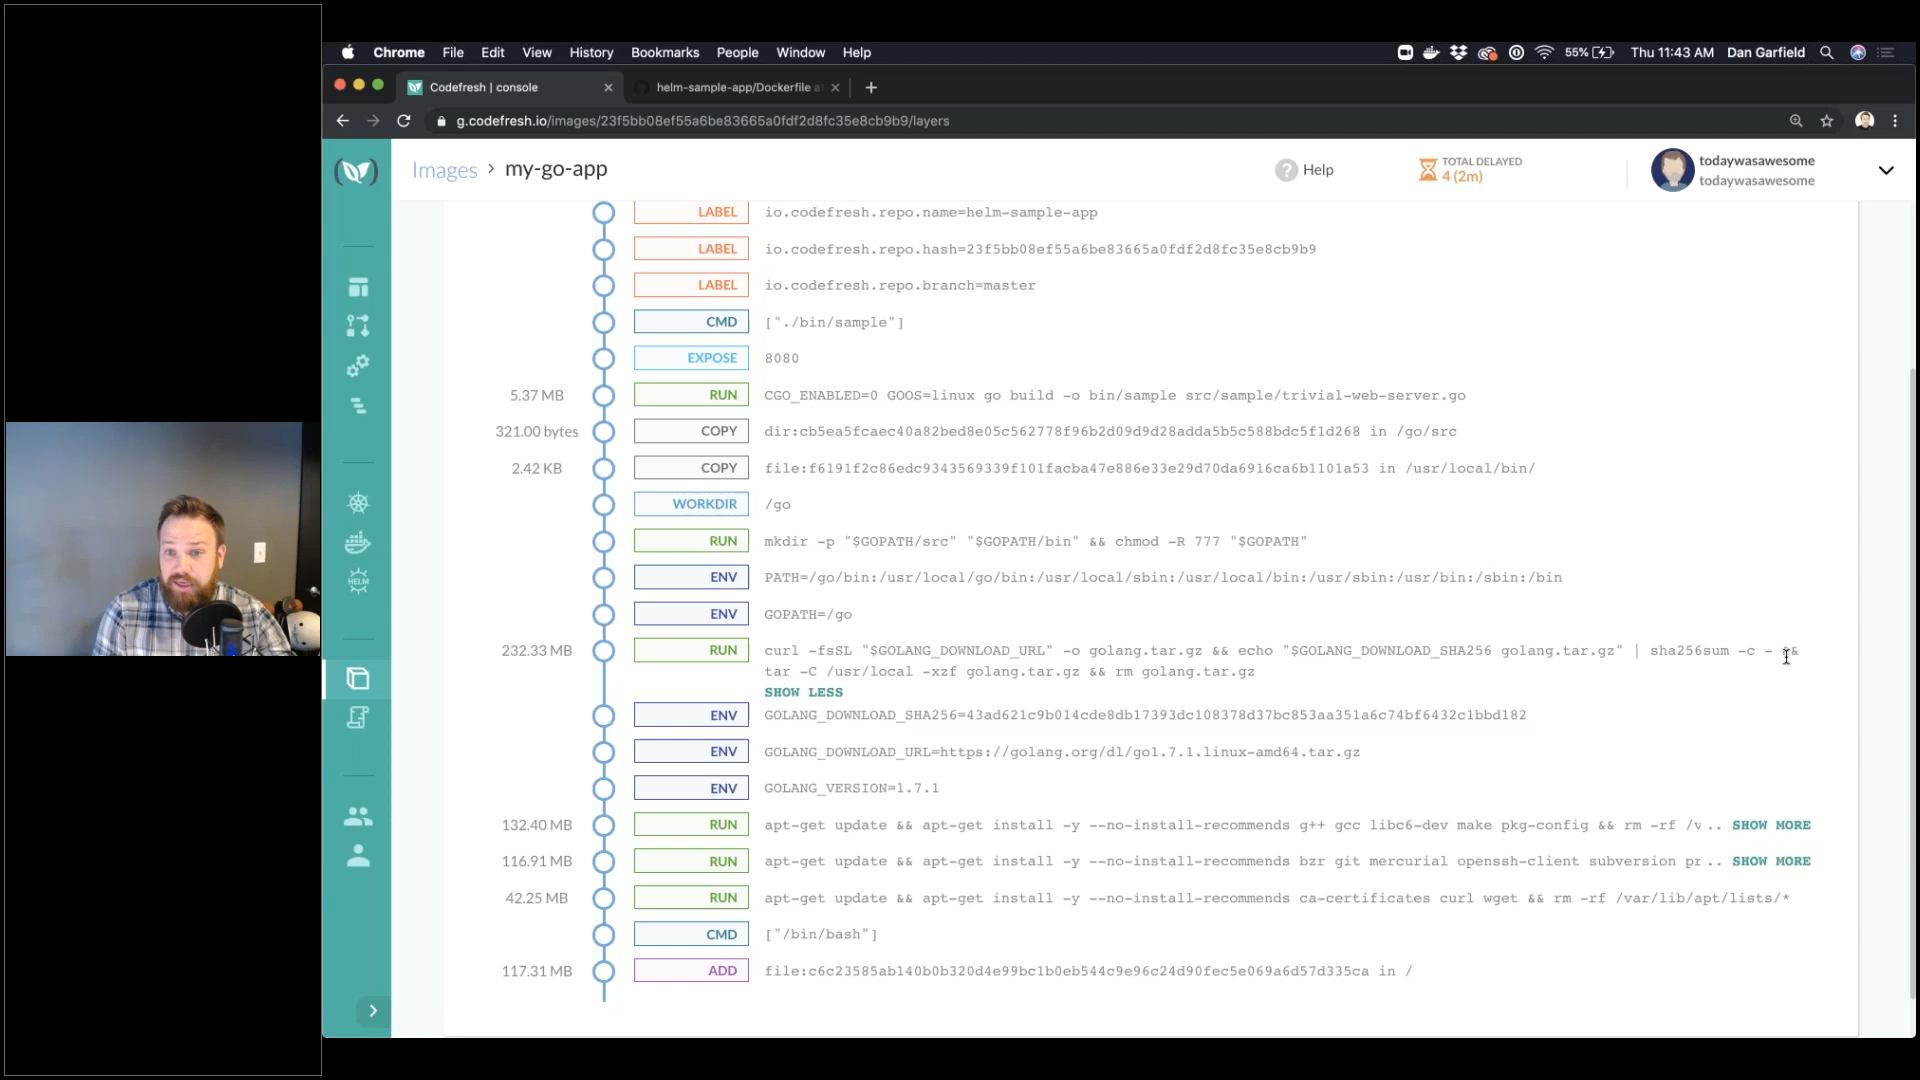 Chrome File Edit View History Bookmarks People Window Help
55% Thu 11:43 AM Dan Garfield
Codefresh | console
helm-sample-app/Dockerfile a
g.codefresh.io/images/23f5bb08ef55a6be83665a0fdf2d8fc35e8cb9b9/layers
Images > my-go-app
? Help
TOTAL DELAYED
4 (2m)
todaywasawesome
todaywasawesome
LABEL io.codefresh.repo.name=helm-sample-app
LABEL io.codefresh.repo.hash=23f5bb08ef55a6be83665a0fdf2d8fc35e8cb9b9
LABEL io.codefresh.repo.branch=master
CMD ["./bin/sample"]
EXPOSE 8080
5.37 MB RUN CGO_ENABLED=0 GOOS=linux go build -o bin/sample src/sample/trivial-web-server.go
321.00 bytes COPY dir:cb5ea5fcaec40a82bed8e05c562778f96b2d09d9d28adda5b5c588bdc5f1d268 in /go/src
2.42 KB COPY file:f6191f2c86edc9343569339f101facba47e886e33e29d70da6916ca6b1101a53 in /usr/local/bin/
WORKDIR /go
RUN mkdir -p "$GOPATH/src" "$GOPATH/bin" && chmod -R 777 "$GOPATH"
ENV PATH=/go/bin:/usr/local/go/bin:/usr/local/sbin:/usr/local/bin:/usr/sbin:/usr/bin:/sbin:/bin
ENV GOPATH=/go
232.33 MB RUN curl -fsSL "$GOLANG_DOWNLOAD_URL" -o golang.tar.gz && echo "$GOLANG_DOWNLOAD_SHA256 golang.tar.gz" | sha256sum -c - &&
tar -C /usr/local -xzf golang.tar.gz && rm golang.tar.gz
SHOW LESS
ENV GOLANG_DOWNLOAD_SHA256=43ad621c9b014cde8db17393dc108378d37bc853aa351a6c74bf6432c1bbd182
ENV GOLANG_DOWNLOAD_URL=https://golang.org/dl/go1.7.1.linux-amd64.tar.gz
ENV GOLANG_VERSION=1.7.1
132.40 MB RUN apt-get update && apt-get install -y --no-install-recommends g++ gcc libc6-dev make pkg-config && rm -rf /v .. SHOW MORE
116.91 MB RUN apt-get update && apt-get install -y --no-install-recommends bzr git mercurial openssh-client subversion pr .. SHOW MORE
42.25 MB RUN apt-get update && apt-get install -y --no-install-recommends ca-certificates curl wget && rm -rf /var/lib/apt/lists/*
CMD ["/bin/bash"]
117.31 MB ADD file:c6c23585ab140b0b320d4e99bc1b0eb544c9e96c24d90fec5e069a6d57d335ca in /
HELM